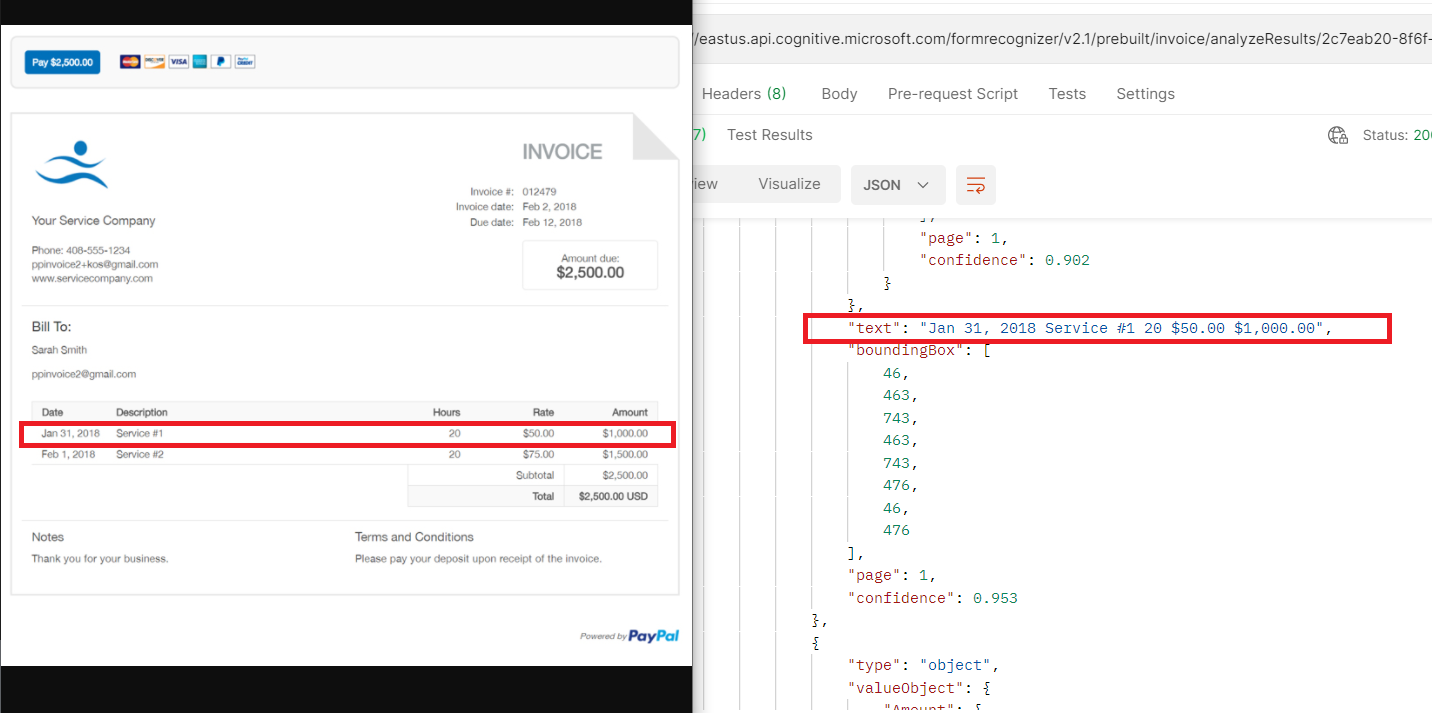 Pay $2,500.00 VISA
INVOICE
Invoice #: 012479
Invoice date: Feb 2, 2018
Due date: Feb 12, 2018
Your Service Company
Phone: 408-555-1234
ppinvoice2+kos@gmail.com
www.servicecompany.com
Amount due:
$2,500.00
Bill To:
Sarah Smith
ppinvoice2@gmail.com
Date Description Hours Rate Amount
Jan 31, 2018 Service #1 20 $50.00 $1,000.00
Feb 1, 2018 Service #2 20 $75.00 $1,500.00
Subtotal $2,500.00
Total $2,500.00 USD
Notes Terms and Conditions
Thank you for your business. Please pay your deposit upon receipt of the invoice.
Powered by PayPal
/eastus.api.cognitive.microsoft.com/formrecognizer/v2.1/prebuilt/invoice/analyzeResults/2c7eab20-8f6f-
Headers (8) Body Pre-request Script Tests Settings
7) Test Results Status: 20
iew Visualize JSON
],
"page": 1,
"confidence": 0.902
}
},
"text": "Jan 31, 2018 Service #1 20 $50.00 $1,000.00",
"boundingBox": [
46,
463,
743,
463,
743,
476,
46,
476
],
"page": 1,
"confidence": 0.953
},
{
"type": "object",
"valueObject": {
"Amount": {